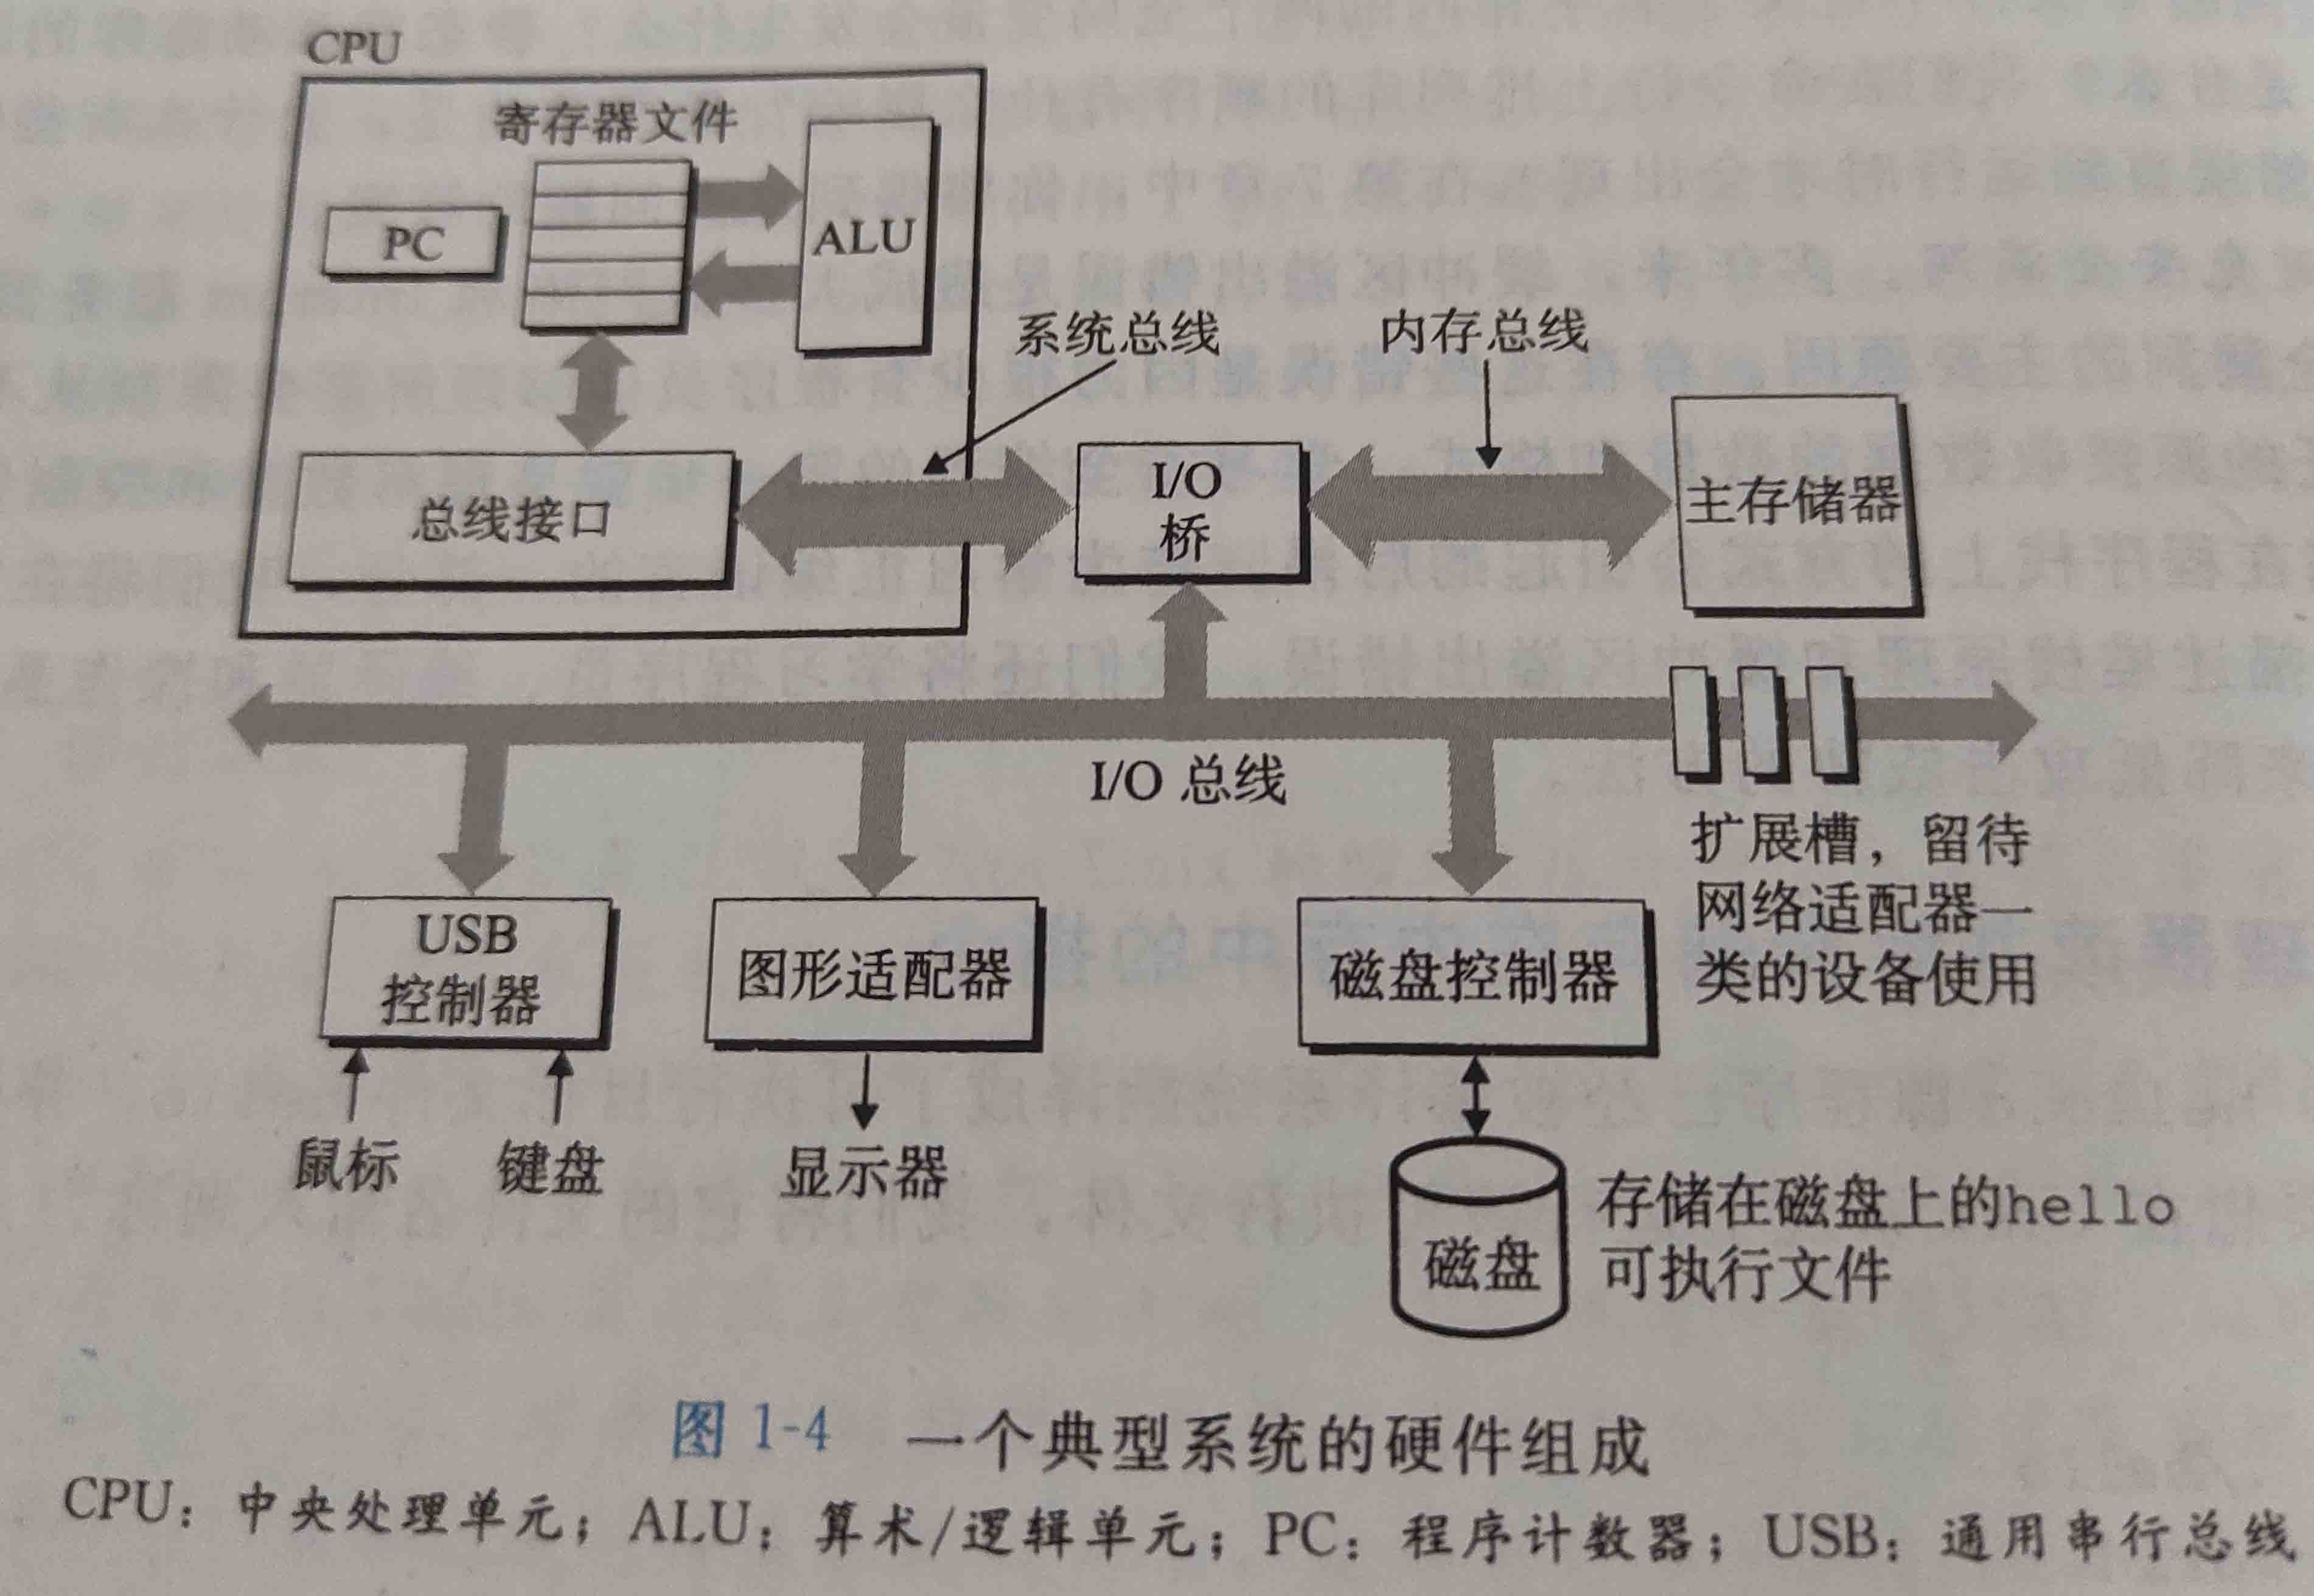 CPU
寄存器文件
PC
ALU
系统总线
内存总线
总线接口
I/O
桥
主存储器
I/O 总线
扩展槽，留待
网络适配器一
类的设备使用
USB
控制器
图形适配器
磁盘控制器
鼠标
键盘
显示器
磁盘
存储在磁盘上的hello
可执行文件
图 1-4 一个典型系统的硬件组成
CPU：中央处理单元；ALU：算术/逻辑单元；PC：程序计数器；USB：通用串行总线